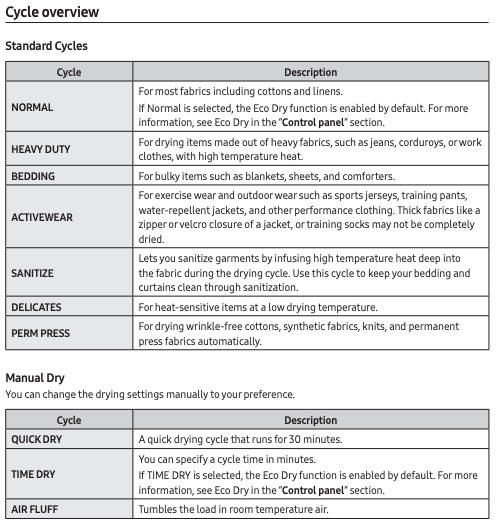 Cycle overview
Standard Cycles
Cycle Description
NORMAL
For most fabrics including cottons and linens.
If Normal is selected, the Eco Dry function is enabled by default. For more
information, see Eco Dry in the "Control panel" section.
HEAVY DUTY
For drying items made out of heavy fabrics, such as jeans, corduroys, or work
clothes, with high temperature heat.
BEDDING
For bulky items such as blankets, sheets, and comforters.
ACTIVEWEAR
For exercise wear and outdoor wear such as sports jerseys, training pants,
water-repellent jackets, and other performance clothing. Thick fabrics like a
zipper or velcro closure of a jacket, or training socks may not be completely
dried.
SANITIZE
Lets you sanitize garments by infusing high temperature heat deep into
the fabric during the drying cycle. Use this cycle to keep your bedding and
curtains clean through sanitization.
DELICATES
For heat-sensitive items at a low drying temperature.
PERM PRESS
For drying wrinkle-free cottons, synthetic fabrics, knits, and permanent
press fabrics automatically.
Manual Dry
You can change the drying settings manually to your preference.
Cycle Description
QUICK DRY
A quick drying cycle that runs for 30 minutes.
TIME DRY
You can specify a cycle time in minutes.
If TIME DRY is selected, the Eco Dry function is enabled by default. For more
information, see Eco Dry in the "Control panel" section.
AIR FLUFF
Tumbles the load in room temperature air.